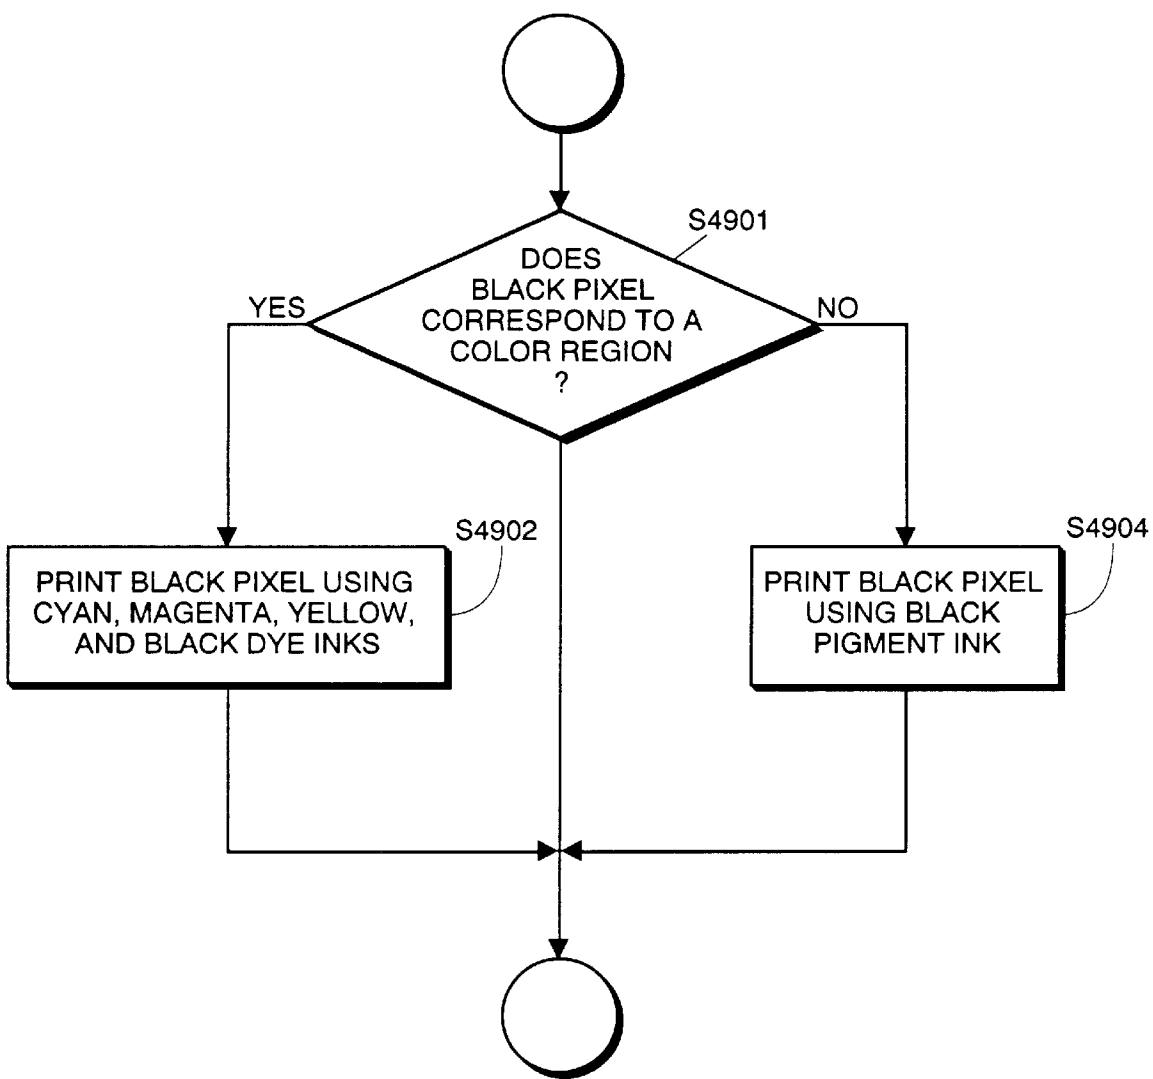 S4901
DOES
BLACK PIXEL
CORRESPOND TO A
COLOR REGION
?
YES
NO
S4902
PRINT BLACK PIXEL USING
CYAN, MAGENTA, YELLOW,
AND BLACK DYE INKS
S4904
PRINT BLACK PIXEL
USING BLACK
PIGMENT INK